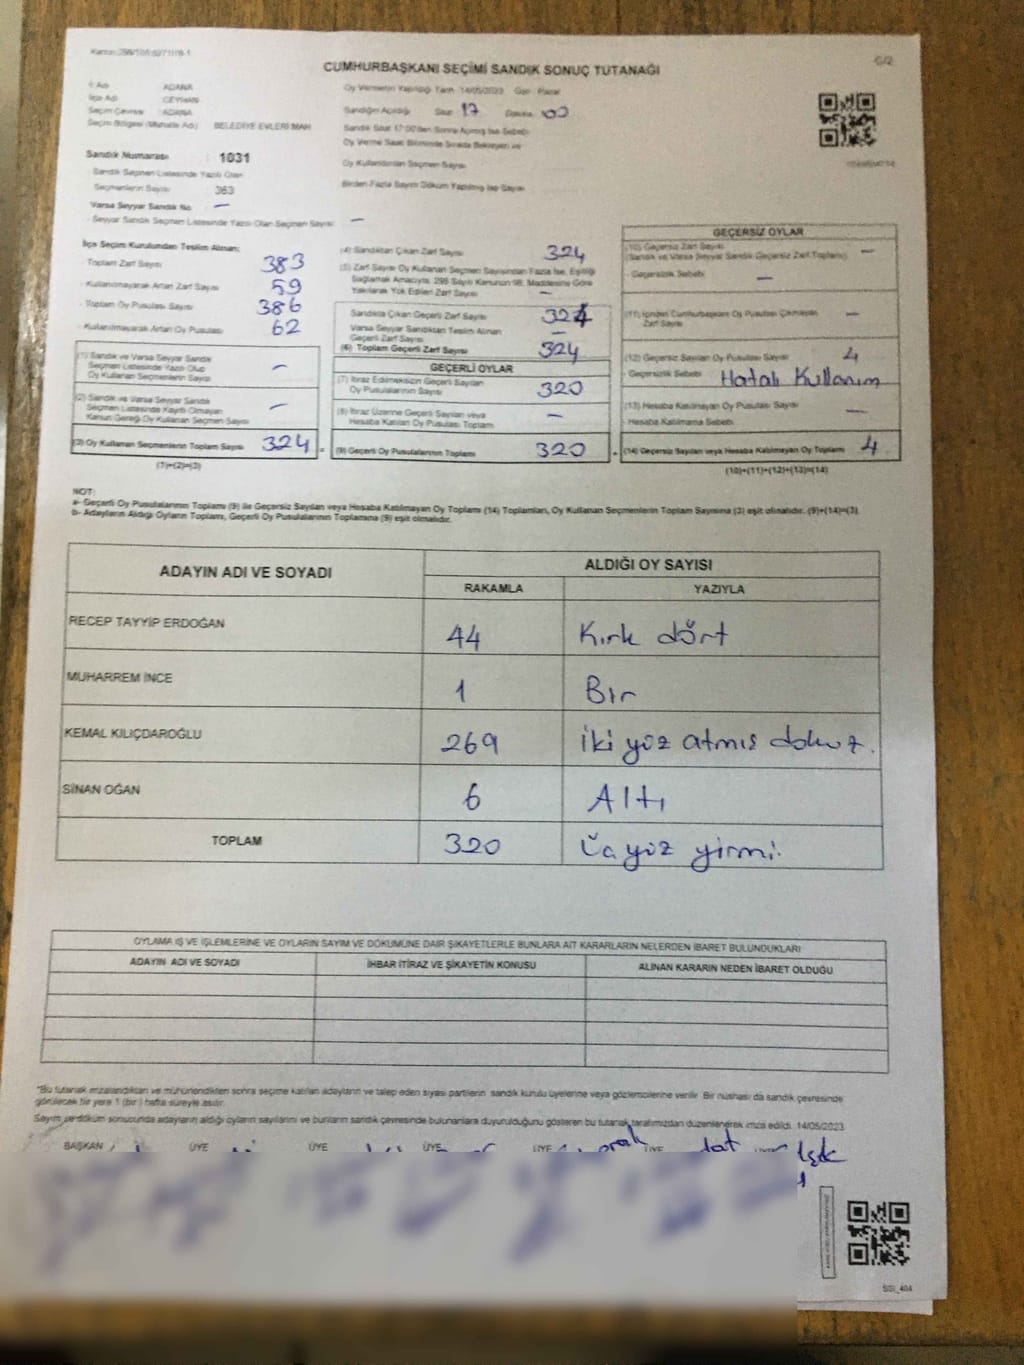 C/2
CUMHURBAŞKANI SEÇİMİ SANDIK SONUÇ TUTANAĞI
İl Adı ADANA
İlçe Adı CEYHAN
Seçim Çevresi ADANA
Seçim Bölgesi (Mahalle Adı) BELEDİYE EVLERİ MAH
Sandık Numarası : 1031
Sandık Seçmen Listesinde Yazılı Olan
Seçmenlerin Sayısı : 363
Varsa Seyyar Sandık No : —
Seyyar Sandık Seçmen Listesinde Yazılı Olan Seçmen Sayısı : —
Oy Vermenin Yapıldığı Tarih 14/05/2023 Gün Pazar
Sandığın Açıldığı Saat 17 Dakika 00
Sandık Saat 17:00'den Sonra Açılmış İse Sebebi
Oy Verme Saati Bitiminde Sırada Bekleyen ve
Oy Kullandırılan Seçmen Sayısı
Birden Fazla Sayım Döküm Yapılmış İse Sayısı
İlçe Seçim Kurulundan Teslim Alınan:
Toplam Zarf Sayısı 383
Kullanılmayarak Artan Zarf Sayısı 59
Toplam Oy Pusulası Sayısı 386
Kullanılmayarak Artan Oy Pusulası 62
(1) Sandık ve Varsa Seyyar Sandık
Seçmen Listesinde Yazılı Olup
Oy Kullanan Seçmenlerin Sayısı —
(2) Sandık ve Varsa Seyyar Sandık
Seçmen Listesinde Kayıtlı Olmayan
Kanun Gereği Oy Kullanan Seçmen Sayısı —
(3) Oy Kullanan Seçmenlerin Toplam Sayısı 324 =
(1)+(2)=(3)
(4) Sandıktan Çıkan Zarf Sayısı 324
(5) Zarf Sayısı Oy Kullanan Seçmen Sayısından Fazla İse, Eşitliği
Sağlamak Amacıyla, 298 Sayılı Kanunun 98. Maddesine Göre
Yakılarak Yok Edilen Zarf Sayısı —
Sandıkta Çıkan Geçerli Zarf Sayısı 324
Varsa Seyyar Sandıktan Teslim Alınan
Geçerli Zarf Sayısı —
(6) Toplam Geçerli Zarf Sayısı 324
GEÇERLİ OYLAR
(7) İtiraz Edilmeksizin Geçerli Sayılan
Oy Pusulalarının Sayısı 320
(8) İtiraz Üzerine Geçerli Sayılan veya
Hesaba Katılan Oy Pusulası Toplamı —
(9) Geçerli Oy Pusulalarının Toplamı 320 +
GEÇERSİZ OYLAR
(10) Geçersiz Zarf Sayısı
(Sandık ve Varsa Seyyar Sandık Geçersiz Zarf Toplamı) —
Geçersizlik Sebebi —
(11) İçinden Cumhurbaşkanı Oy Pusulası Çıkmayan
Zarf Sayısı —
(12) Geçersiz Sayılan Oy Pusulası Sayısı 4
Geçersizlik Sebebi Hatalı Kullanım
(13) Hesaba Katılmayan Oy Pusulası Sayısı —
Hesaba Katılmama Sebebi
(14) Geçersiz Sayılan veya Hesaba Katılmayan Oy Toplamı 4
(10)+(11)+(12)+(13)=(14)
NOT:
a- Geçerli Oy Pusulalarının Toplamı (9) ile Geçersiz Sayılan veya Hesaba Katılmayan Oy Toplamı (14) Toplamları, Oy Kullanan Seçmenlerin Toplam Sayısına (3) eşit olmalıdır. (9)+(14)=(3)
b- Adayların Aldığı Oyların Toplamı, Geçerli Oy Pusulalarının Toplamına (9) eşit olmalıdır.
ADAYIN ADI VE SOYADI ALDIĞI OY SAYISI
RAKAMLA YAZIYLA
RECEP TAYYİP ERDOĞAN 44 Kırk dört
MUHARREM İNCE 1 Bir
KEMAL KILIÇDAROĞLU 269 İki yüz atmış dokuz.
SİNAN OĞAN 6 Altı
TOPLAM 320 Üç yüz yirmi.
OYLAMA İŞ VE İŞLEMLERİNE VE OYLARIN SAYIM VE DÖKÜMÜNE DAİR ŞİKAYETLERLE BUNLARA AİT KARARLARIN NELERDEN İBARET BULUNDUKLARI
ADAYIN ADI VE SOYADI İHBAR İTİRAZ VE ŞİKAYETİN KONUSU ALINAN KARARIN NEDEN İBARET OLDUĞU
"Bu tutanak imzalandıktan ve mühürlendikten sonra seçime katılan adayların ve talep eden siyasi partilerin sandık kurulu üyelerine veya gözlemcilerine verilir. Bir nüshası da sandık çevresinde
görülecek bir yere 1 (bir) hafta süreyle asılır.
Sayım ve döküm sonucunda adayların aldığı oyların sayılarını ve bunların sandık çevresinde bulunanlara duyurulduğunu gösteren bu tutanak tarafımızdan düzenlenerek imza edildi. 14/05/2023
BAŞKAN ÜYE ÜYE ÜYE ÜYE ÜYE